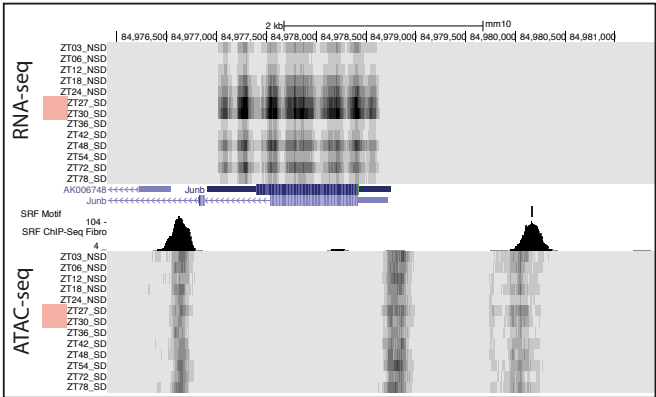 2 kb mm10
84,976,500 84,977,000 84,977,500 84,978,000 84,978,500 84,979,000 84,979,500 84,980,000 84,980,500 84,981,000
RNA-seq
ZT03_NSD
ZT06_NSD
ZT12_NSD
ZT18_NSD
ZT24_NSD
ZT27_SD
ZT30_SD
ZT36_SD
ZT42_SD
ZT48_SD
ZT54_SD
ZT72_SD
ZT78_SD
AK006748 Junb
Junb
SRF Motif
104 -
SRF ChIP-Seq Fibro
4 _
ATAC-seq
ZT03_NSD
ZT06_NSD
ZT12_NSD
ZT18_NSD
ZT24_NSD
ZT27_SD
ZT30_SD
ZT36_SD
ZT42_SD
ZT48_SD
ZT54_SD
ZT72_SD
ZT78_SD